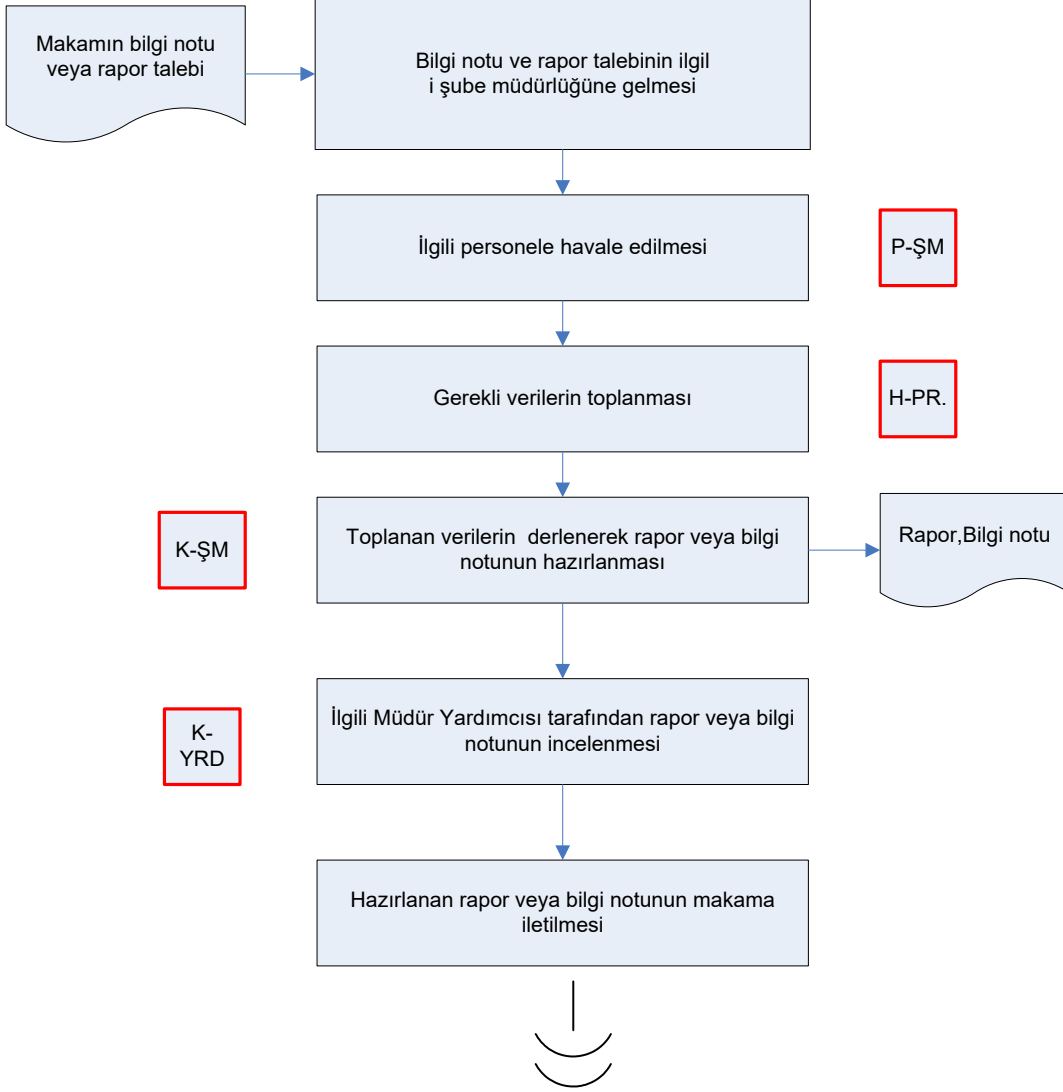 Makamın bilgi notu
veya rapor talebi
Bilgi notu ve rapor talebinin ilgil
i şube müdürlüğüne gelmesi
İlgili personele havale edilmesi
P-ŞM
Gerekli verilerin toplanması
H-PR.
K-ŞM
Toplanan verilerin derlenerek rapor veya bilgi
notunun hazırlanması
Rapor,Bilgi notu
K-
YRD
İlgili Müdür Yardımcısı tarafından rapor veya bilgi
notunun incelenmesi
Hazırlanan rapor veya bilgi notunun makama
iletilmesi